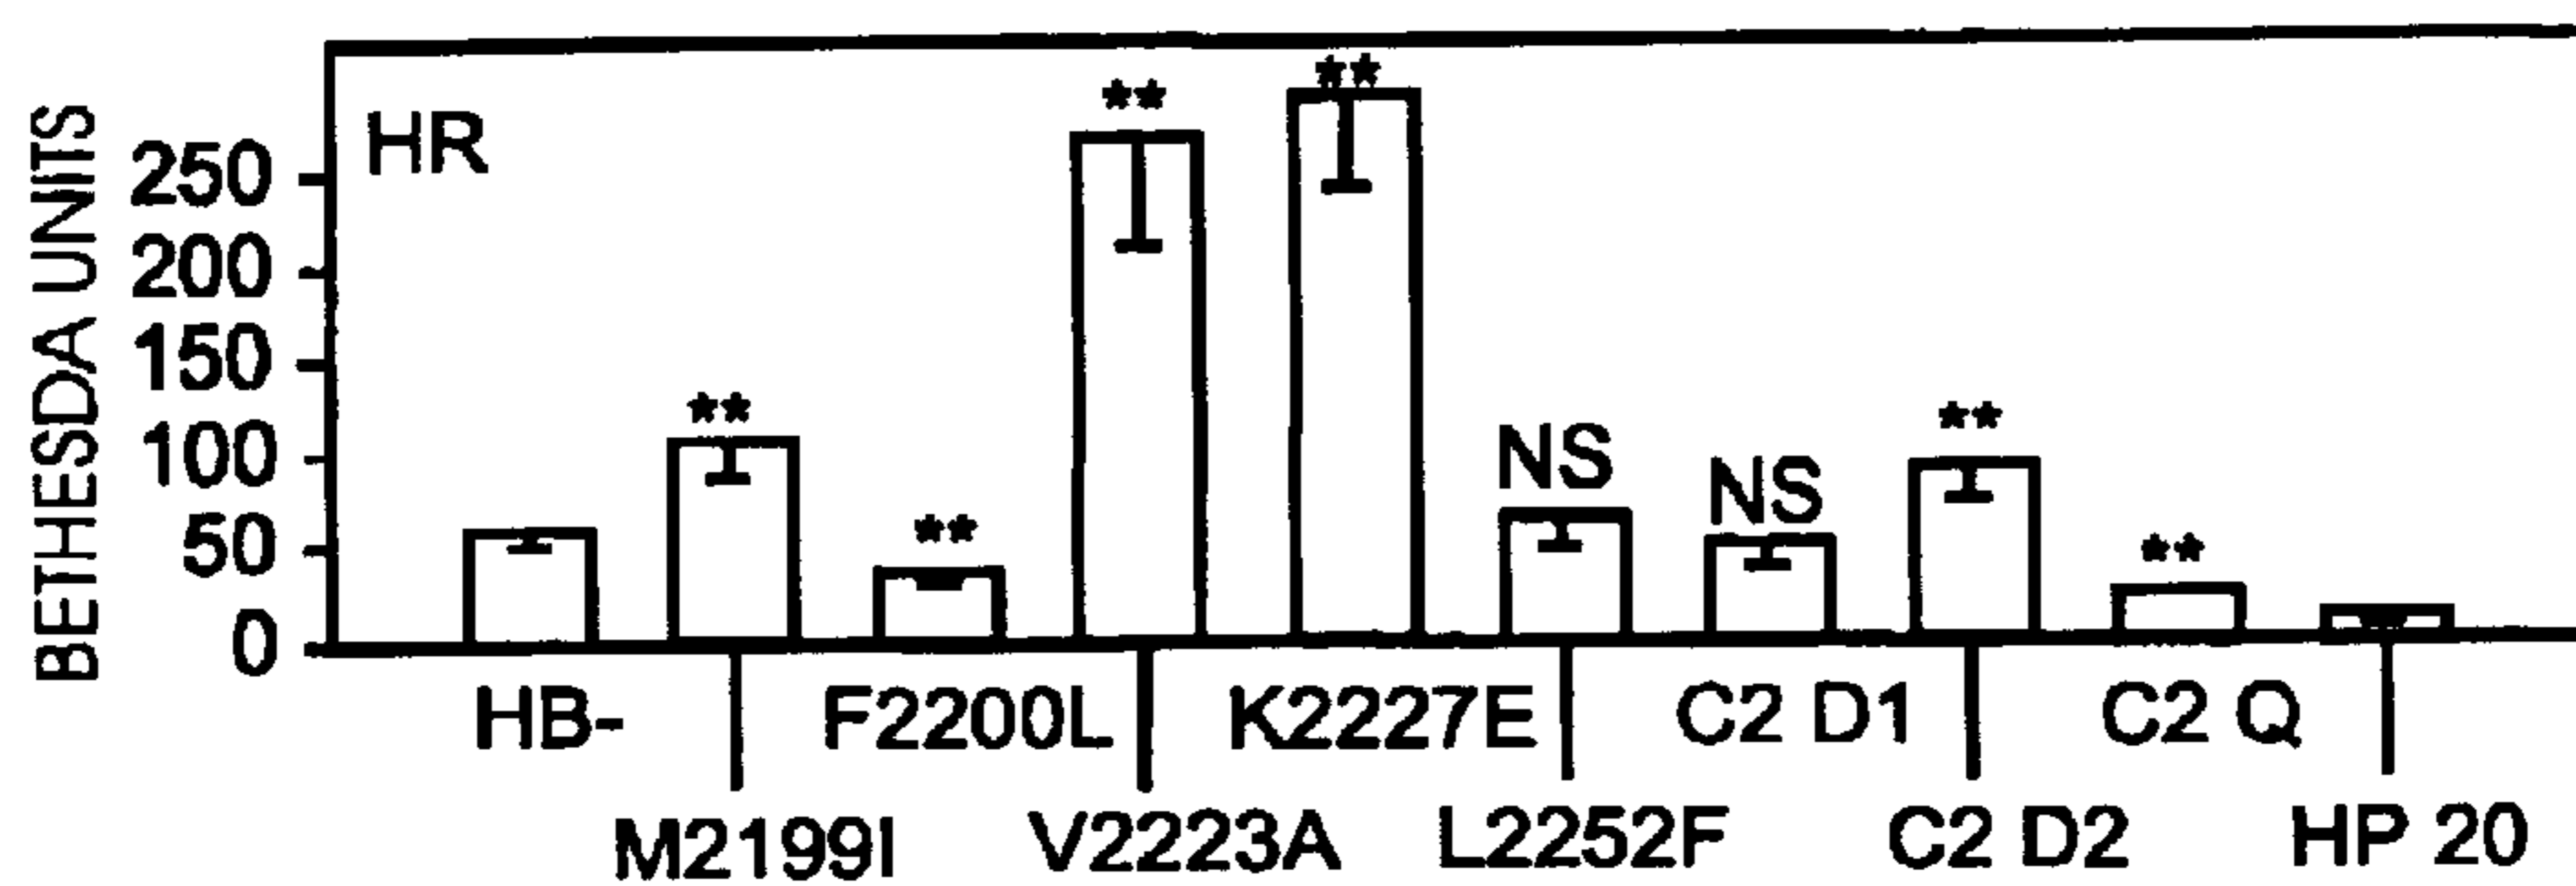 BETHESDA UNITS
250
200
150
100
50
0
HR
**
**
**
**
NS
NS
**
**
HB-
F2200L
K2227E
C2 D1
C2 Q
M2199I
V2223A
L2252F
C2 D2
HP 20